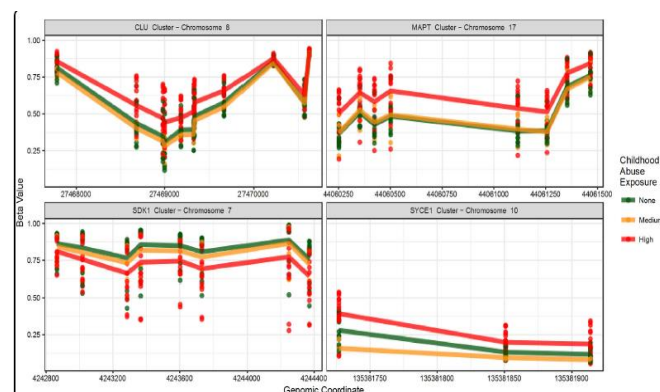 CLU Cluster - Chromosome 8
MAPT Cluster - Chromosome 17
1.00
0.75
0.50
0.25
27468000
27469000
27470000
44060250
44060500
44060750
44061000
44061250
44061500
SDK1 Cluster - Chromosome 7
SYCE1 Cluster - Chromosome 10
1.00
0.75
0.50
0.25
4242800
4243200
4243600
4244000
4244400
135381750
135381800
135381850
135381900
Beta Value
Genomic Coordinate
Childhood
Abuse
Exposure
None
Medium
High